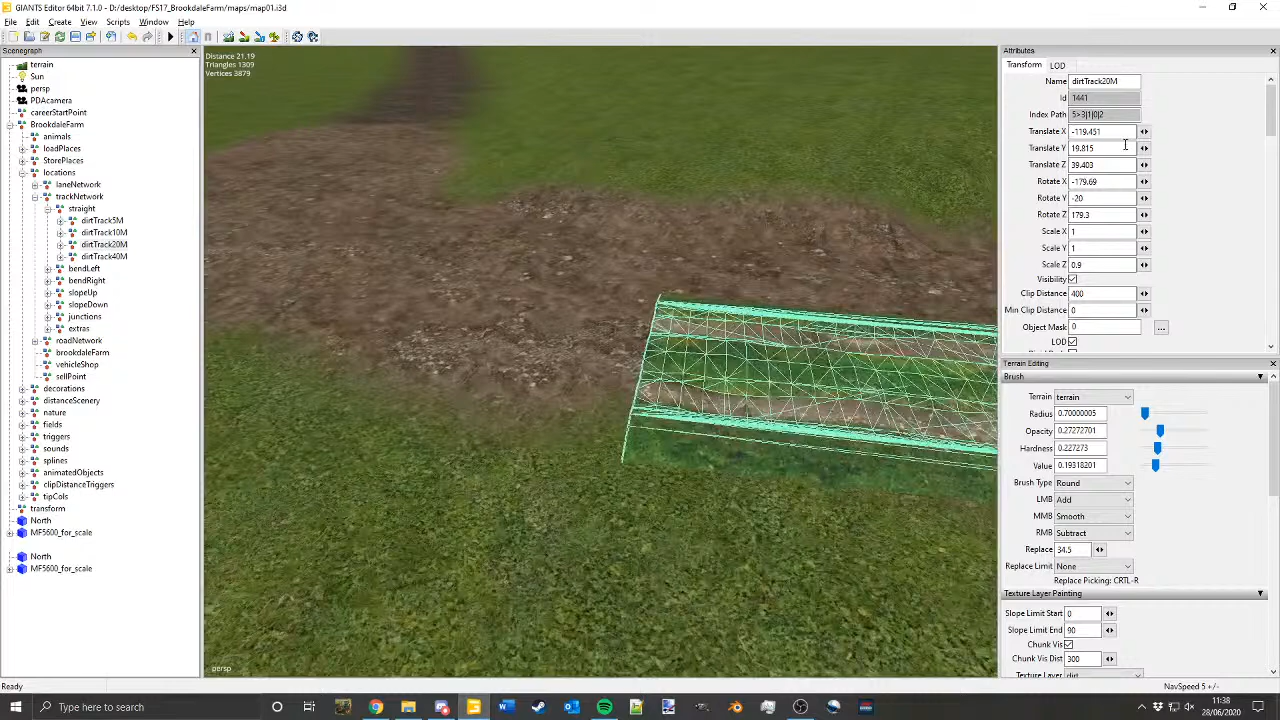 GIANTS Editor 64bit 7.1.0 - D:/desktop/FS17_BrookdaleFarm/maps/map01.i3d
File Edit Create View Scripts Window Help
Scenegraph
terrain
Sun
persp
PDAcamera
careerStartPoint
BrookdaleFarm
animals
loadPlaces
StorePlaces
locations
laneNetwork
trackNetwork
straight
dirtTrack5M
dirtTrack10M
dirtTrack20M
dirtTrack40M
bendLeft
bendRight
slopeUp
slopeDown
junctions
extras
roadNetwork
brookdaleFarm
vehicleShop
sellPoint
decorations
distanceScenery
nature
fields
triggers
sounds
splines
animatedObjects
clipDistanceTriggers
tipCols
transform
North
MF5600_for_scale
North
MF5600_for_scale
Distance 21.19
Triangles 1309
Vertices 3879
persp
Attributes
Transform LOD
Name dirtTrack20M
Id 1441
Index Path 5>3|1|0|2
Translate X -119.451
Translate Y 19.815
Translate Z 39.403
Rotate X -179.69
Rotate Y -20
Rotate Z 179.3
Scale X 1
Scale Y 1
Scale Z 0.9
Visibility
Clip Distance 400
Min Clip Distance 0
Object Mask 0 ...
LOD
Terrain Editing
Brush
Terrain terrain
Radius 0.70000005
Opacity 0.27272701
Hardness 0.227273
Value 0.19318201
Brush Type Round
LMB Add
MMB Smooth
RMB Subtract
Replace 34.5
Replace Limit None
Replace Picking: CRTL-R
Texture Layer Painting
Slope Limit Start 0
Slope Limit End 90
Chunk Vis
Chunk Vis Dist 300
Texture Layer dirt
Ready
NavSpeed 5 +/-
Type here to search
11:38
28/06/2020